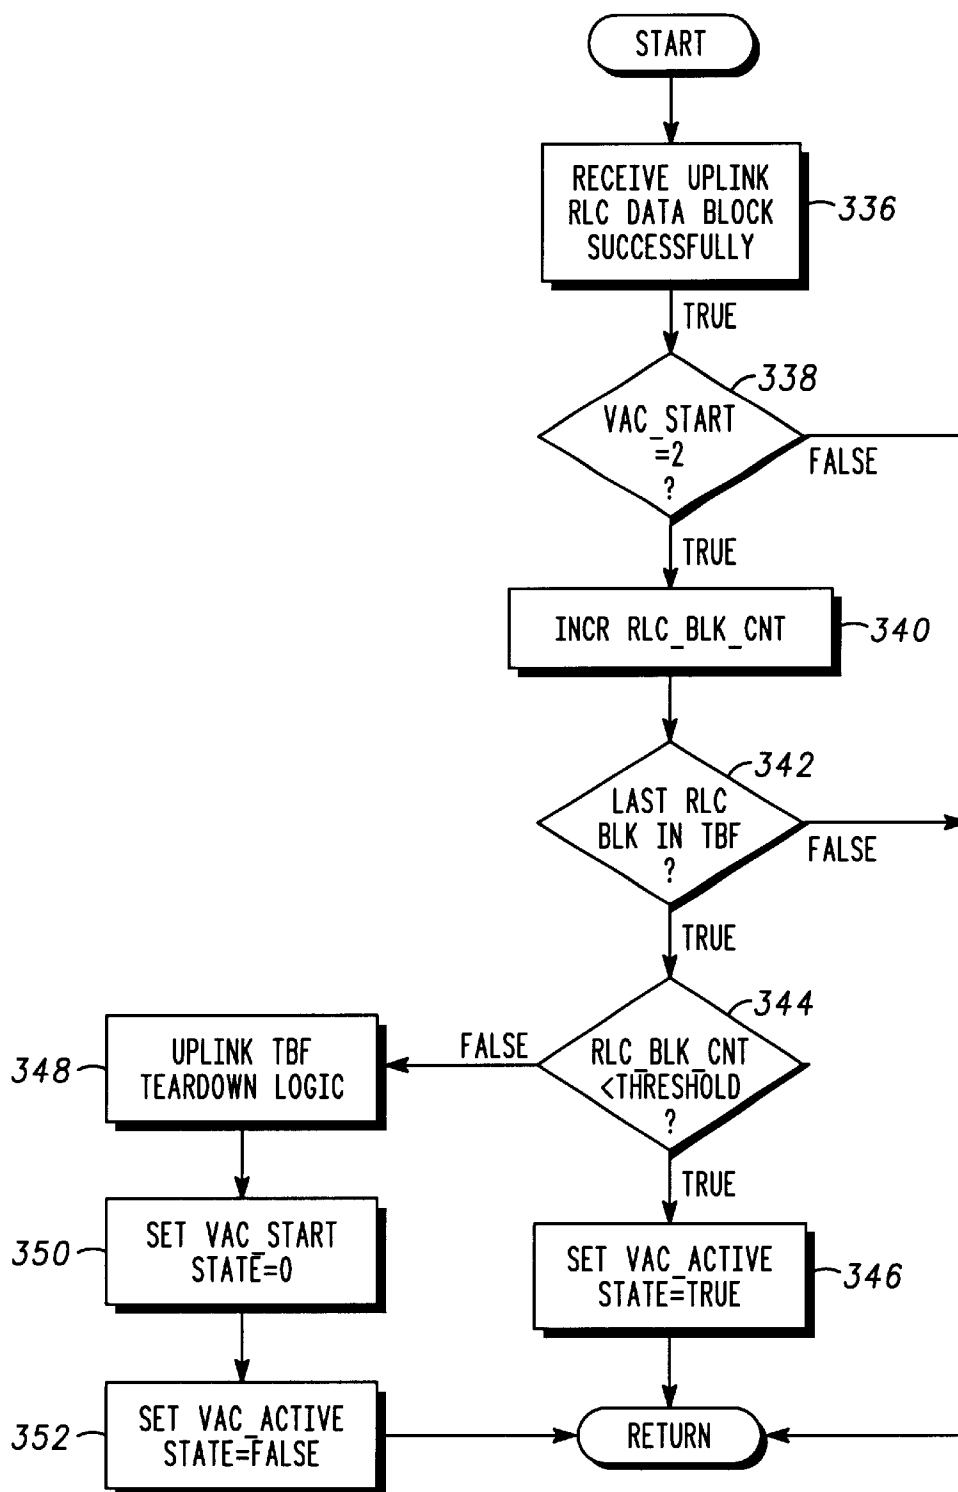 START
RECEIVE UPLINK
RLC DATA BLOCK
SUCCESSFULLY
336
TRUE
338
VAC_START
=2
?
FALSE
TRUE
INCR RLC_BLK_CNT
340
342
LAST RLC
BLK IN TBF
?
FALSE
TRUE
344
RLC_BLK_CNT
<THRESHOLD
?
FALSE
348
UPLINK TBF
TEARDOWN LOGIC
TRUE
350
SET VAC_START
STATE=0
SET VAC_ACTIVE
STATE=TRUE
346
352
SET VAC_ACTIVE
STATE=FALSE
RETURN